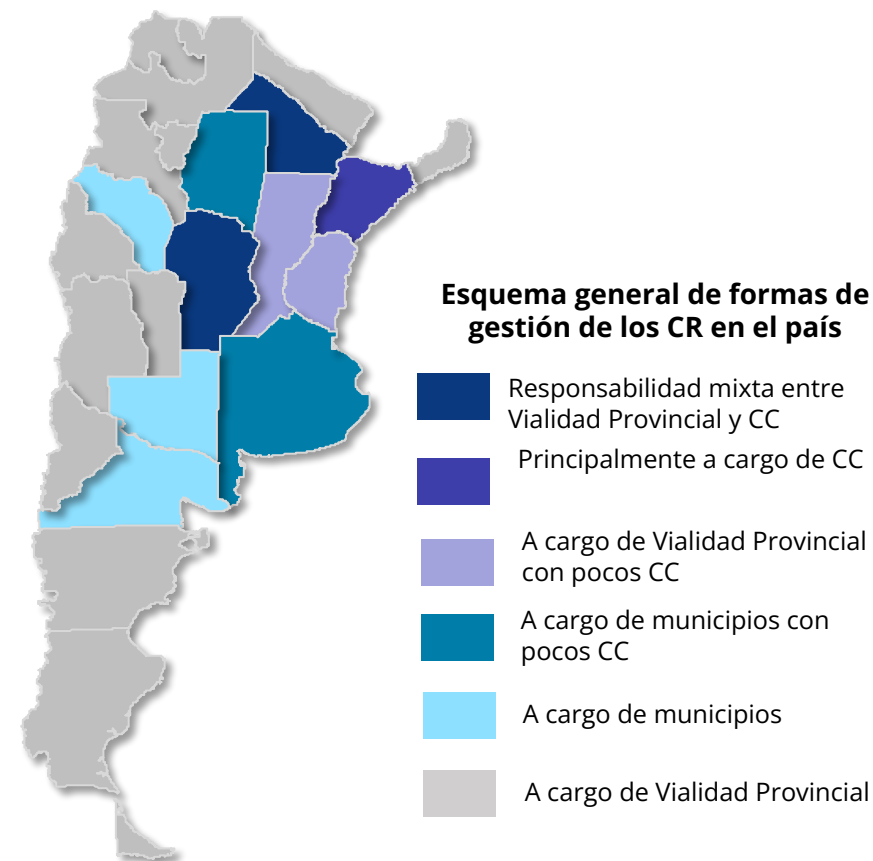 Esquema general de formas de
gestión de los CR en el país
Responsabilidad mixta entre
Vialidad Provincial y CC
Principalmente a cargo de CC
A cargo de Vialidad Provincial
con pocos CC
A cargo de municipios con
pocos CC
A cargo de municipios
A cargo de Vialidad Provincial